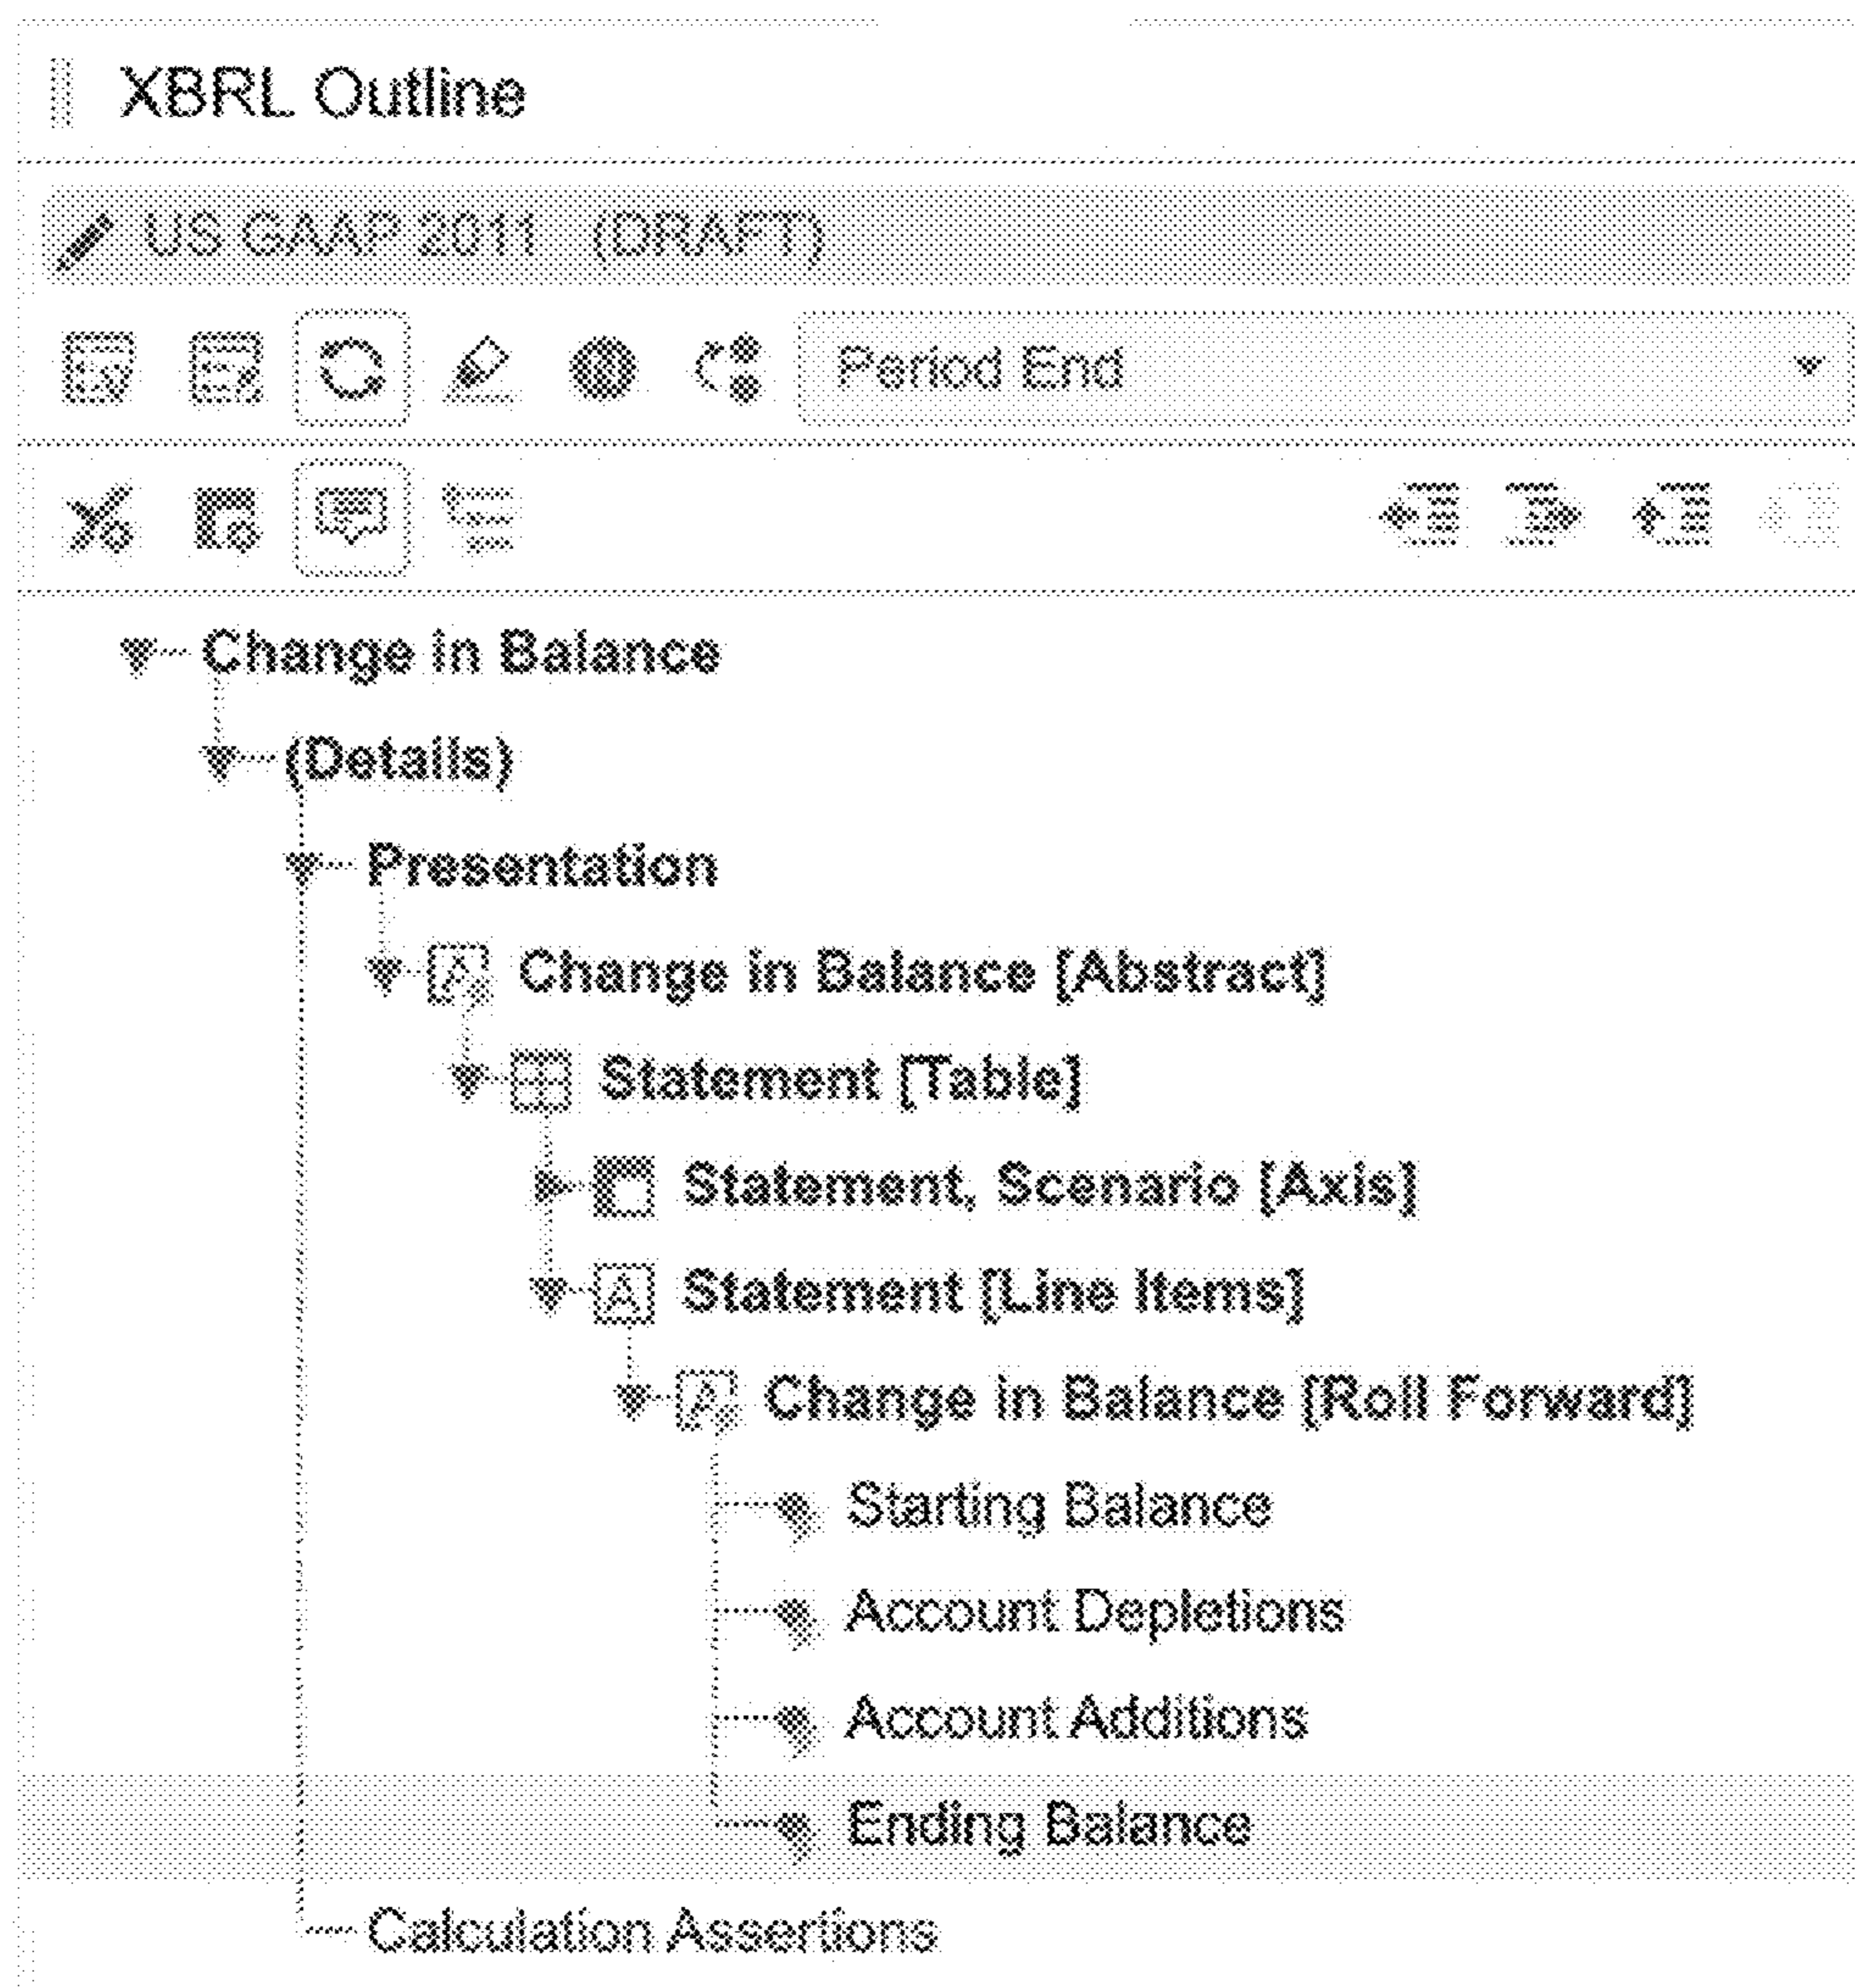 XBRL Outline
US GAAP 2011 (DRAFT)
Period End
Change in Balance
(Details)
Presentation
A Change in Balance [Abstract]
Statement [Table]
Statement, Scenario [Axis]
A Statement [Line Items]
A Change in Balance [Roll Forward]
Starting Balance
Account Depletions
Account Additions
Ending Balance
Calculation Assertions